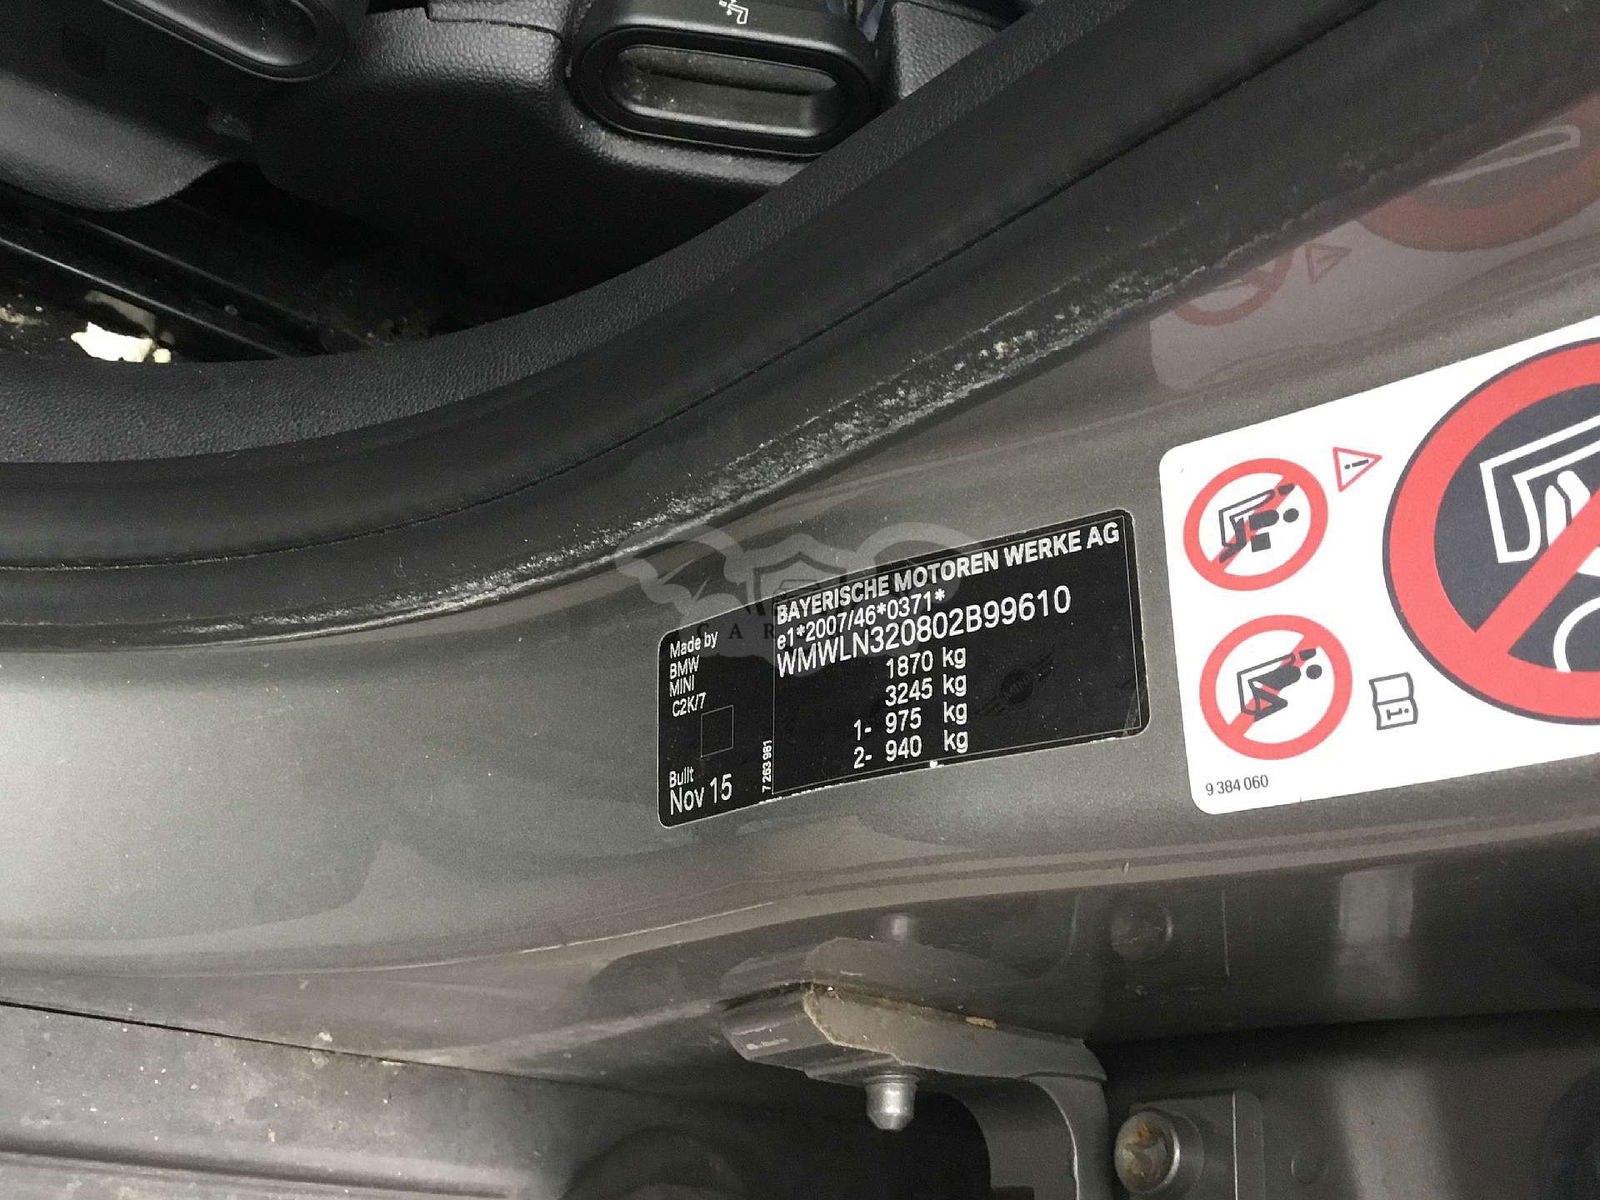 BAYERISCHE MOTOREN WERKE AG
e1*2007/46*0371*
WMWLN320802B99610
1870 kg
3245 kg
1- 975 kg
2- 940 kg
Made by
BMW
MINI
C2K/7
Built
Nov 15
7 263 961
9 384 060